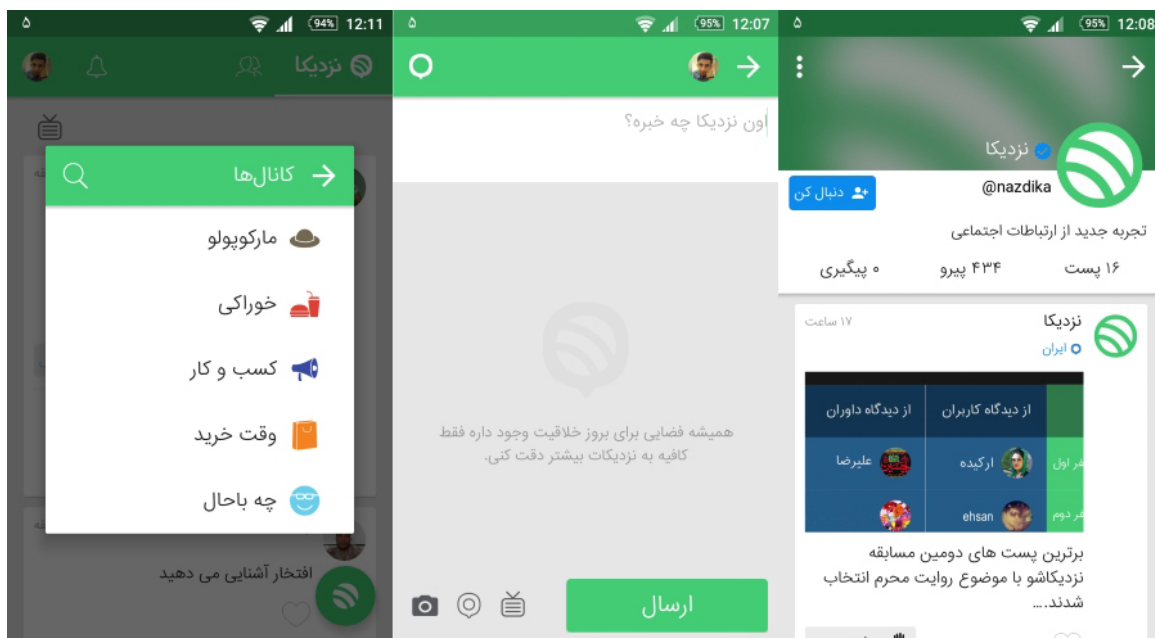 ۵
94%
12:11
نزدیکا
کانال‌ها
مارکوپولو
خوراکی
کسب و کار
وقت خرید
چه باحال
افتخار آشنایی می دهید
۵
95%
12:07
اون نزدیکا چه خبره؟
همیشه فضایی برای بروز خلاقیت وجود داره فقط
کافیه به نزدیکات بیشتر دقت کنی.
ارسال
۵
95%
12:08
نزدیکا
@nazdika
دنبال کن
تجربه جدید از ارتباطات اجتماعی
۱۶ پست
۴۳۴ پیرو
۰ پیگیری
نزدیکا
۱۷ ساعت
ایران
از دیدگاه کاربران
از دیدگاه داوران
فر اول
ارکیده
علیرضا
فر دوم
ehsan
برترین پست های دومین مسابقه
نزدیکاشو با موضوع روایت محرم انتخاب
شدند....